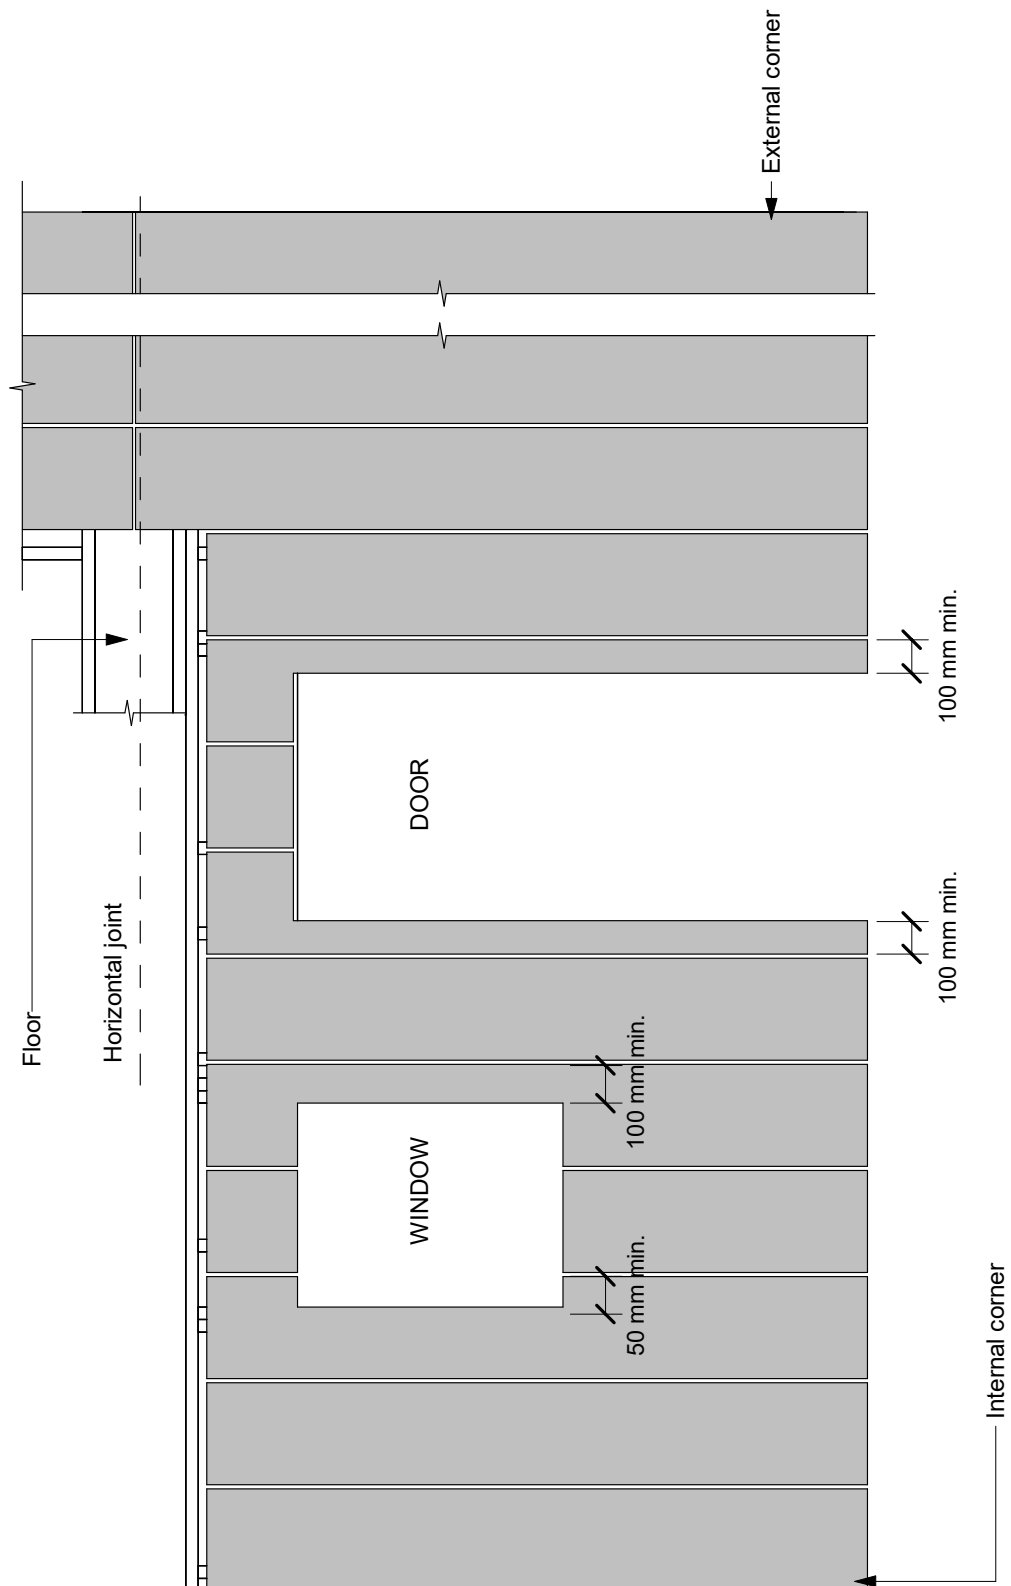 Floor
Horizontal joint
External corner
DOOR
WINDOW
100 mm min.
50 mm min.
100 mm min.
100 mm min.
Internal corner